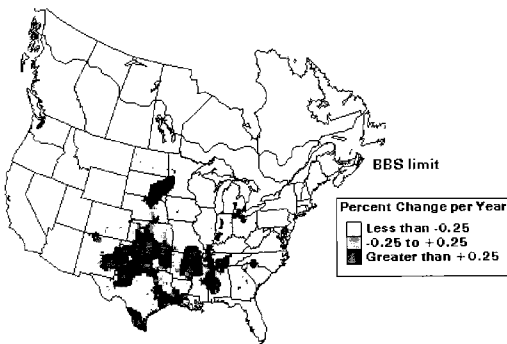 BBS limit
Percent Change per Year
Less than -0.25
-0.25 to +0.25
Greater than +0.25